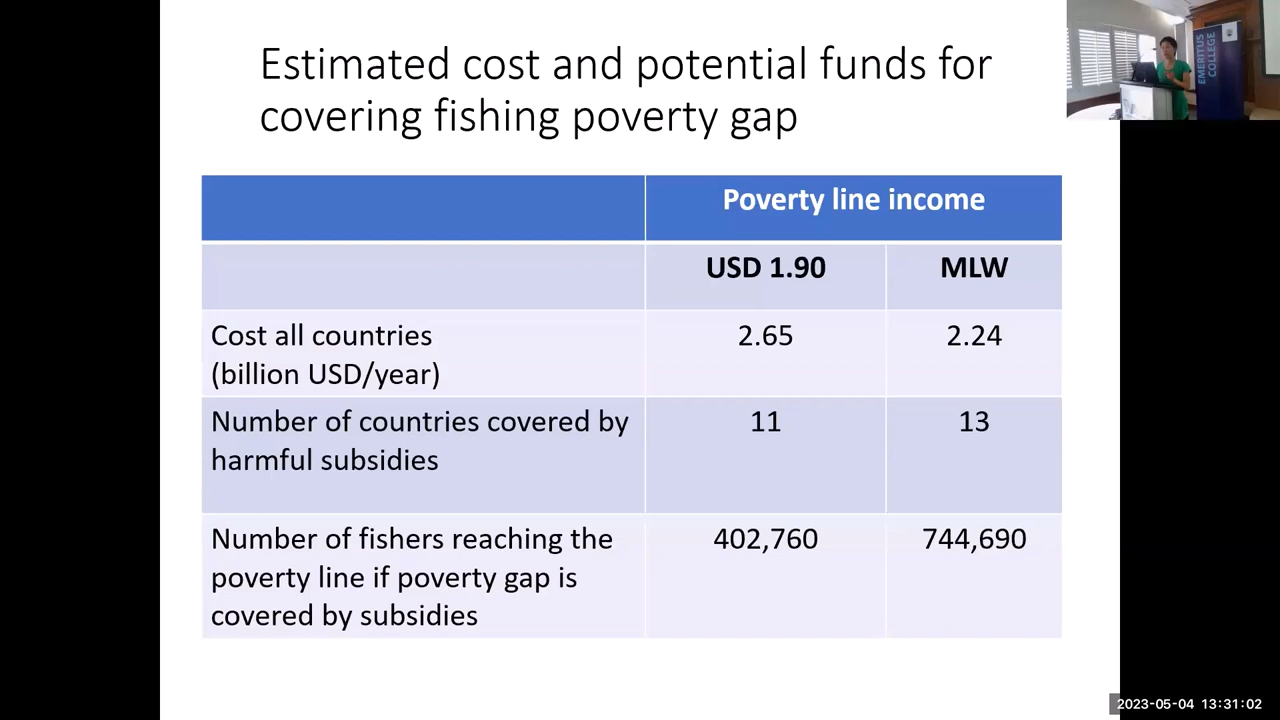 Estimated cost and potential funds for
covering fishing poverty gap
Poverty line income
USD 1.90
MLW
Cost all countries
(billion USD/year)
2.65
2.24
Number of countries covered by
harmful subsidies
11
13
Number of fishers reaching the
poverty line if poverty gap is
covered by subsidies
402,760
744,690
EMERITUS
COLLEGE
2023-05-04 13:31:02